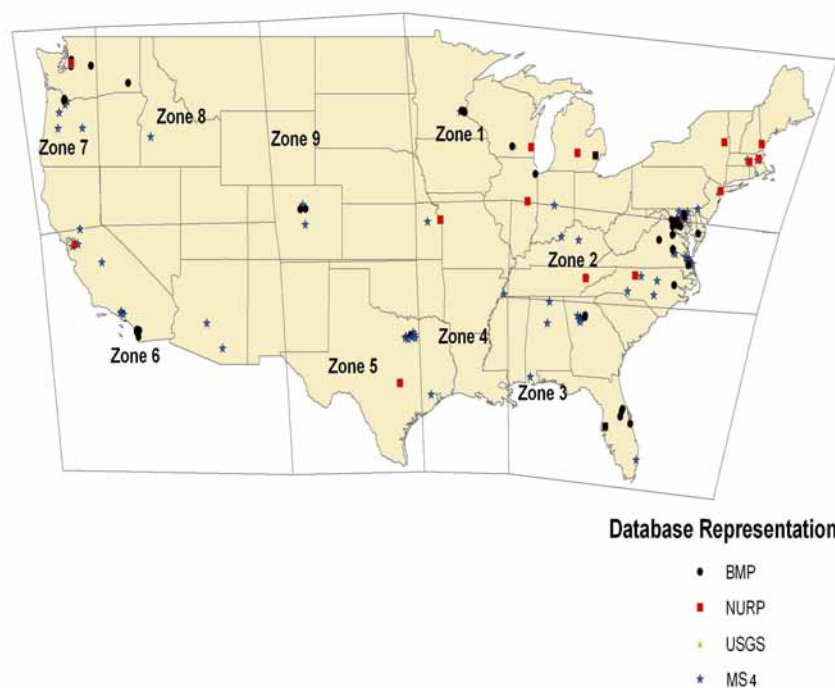 Zone 1
Zone 8
Zone 9
Zone 7
Zone 2
Zone 4
Zone 6
Zone 5
Zone 3
Database Representation
BMP
NURP
USGS
MS4